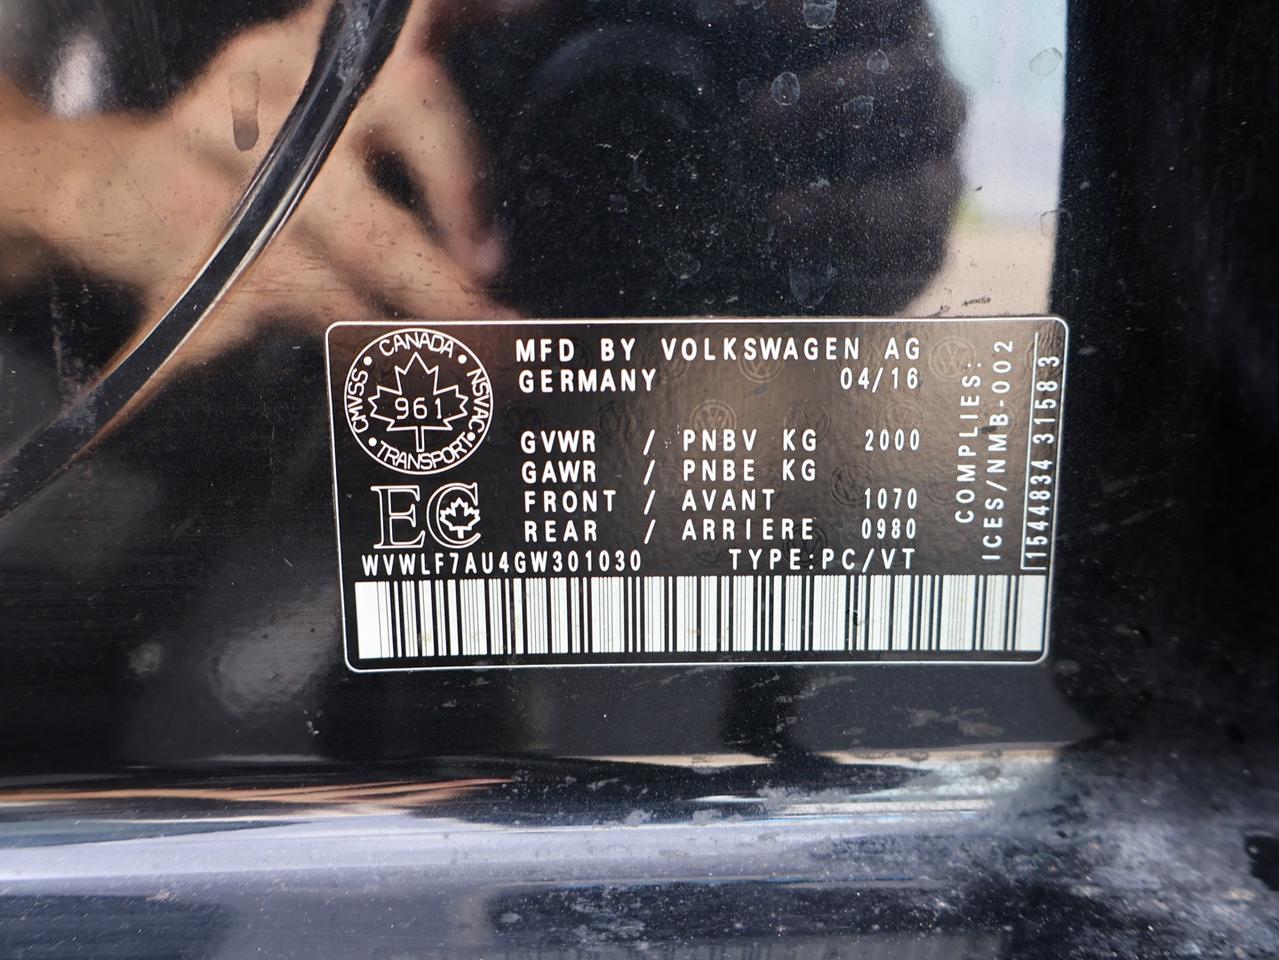 CANADA
CMVSS
NSVAC
961
TRANSPORT
EC
MFD BY VOLKSWAGEN AG
GERMANY 04/16
GVWR / PNBV KG 2000
GAWR / PNBE KG
FRONT / AVANT 1070
REAR / ARRIERE 0980
WVWLF7AU4GW301030 TYPE:PC/VT
COMPLIES:
ICES/NMB-002
1544834 31583